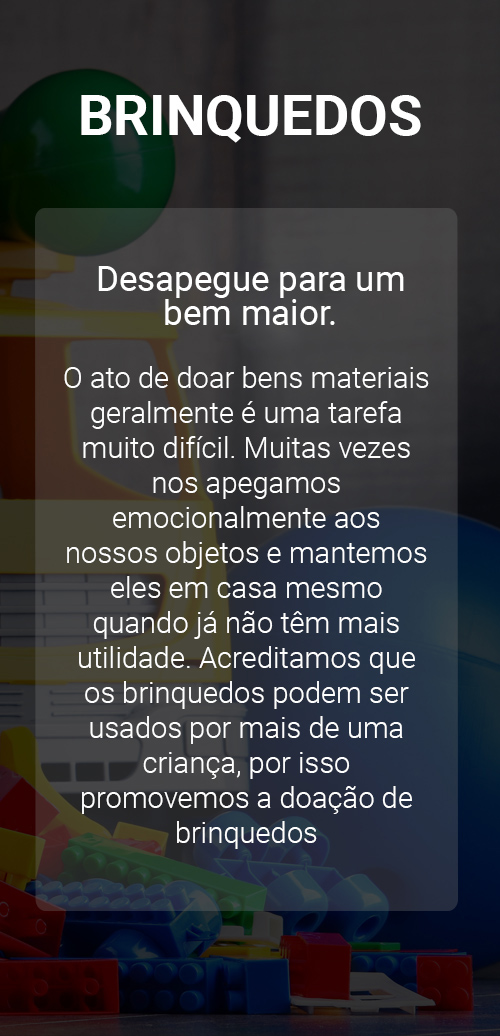 BRINQUEDOS
Desapegue para um
bem maior.
O ato de doar bens materiais
geralmente é uma tarefa
muito difícil. Muitas vezes
nos apegamos
emocionalmente aos
nossos objetos e mantemos
eles em casa mesmo
quando já não têm mais
utilidade. Acreditamos que
os brinquedos podem ser
usados por mais de uma
criança, por isso
promovemos a doação de
brinquedos